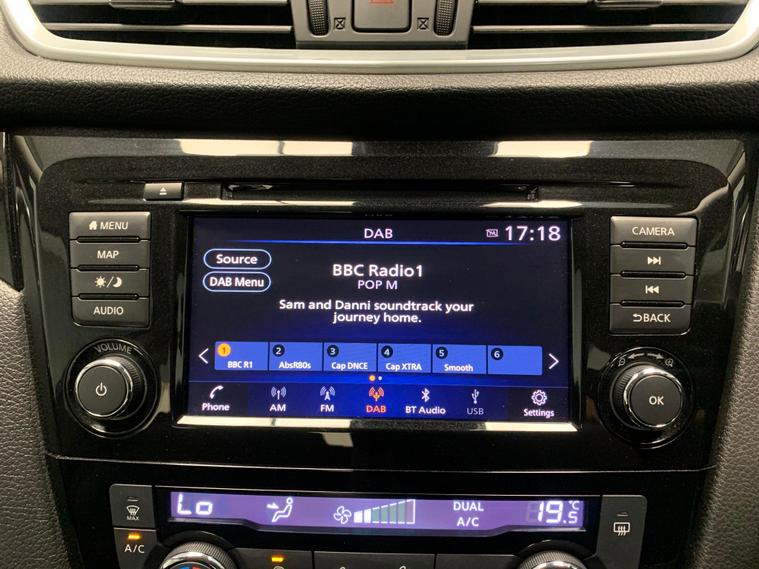 DAB
17:18
MENU
MAP
AUDIO
VOLUME
CAMERA
BACK
OK
Source
DAB Menu
BBC Radio1
POP M
Sam and Danni soundtrack your
journey home.
1 2 3 4 5 6
BBC R1 AbsR80s Cap DNCE Cap XTRA Smooth
Phone AM FM DAB BT Audio USB Settings
MAX
A/C
Lo
DUAL
A/C
19.5
°C